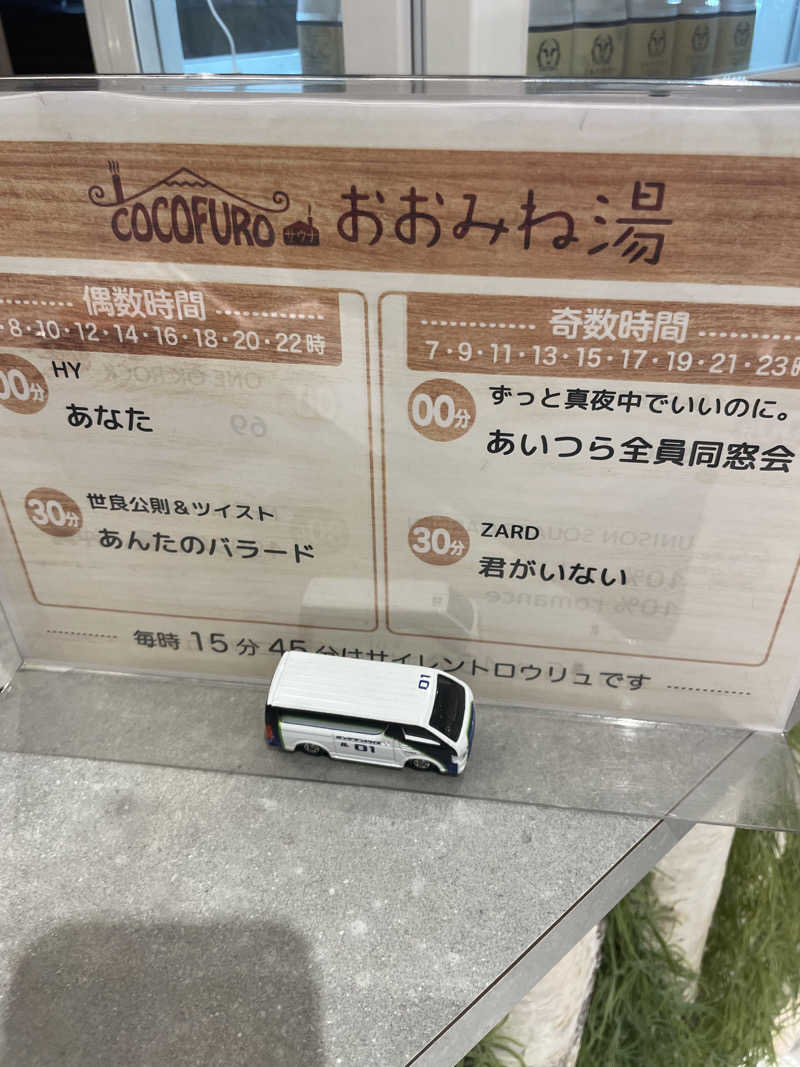 COCOFURO サウナ おおみね湯
偶数時間
8・10・12・14・16・18・20・22時
00分 HY
あなた
30分 世良公則＆ツイスト
あんたのバラード
奇数時間
7・9・11・13・15・17・19・21・23時
00分 ずっと真夜中でいいのに。
あいつら全員同窓会
30分 ZARD
君がいない
毎時15分45分はサイレントロウリュです
01
01